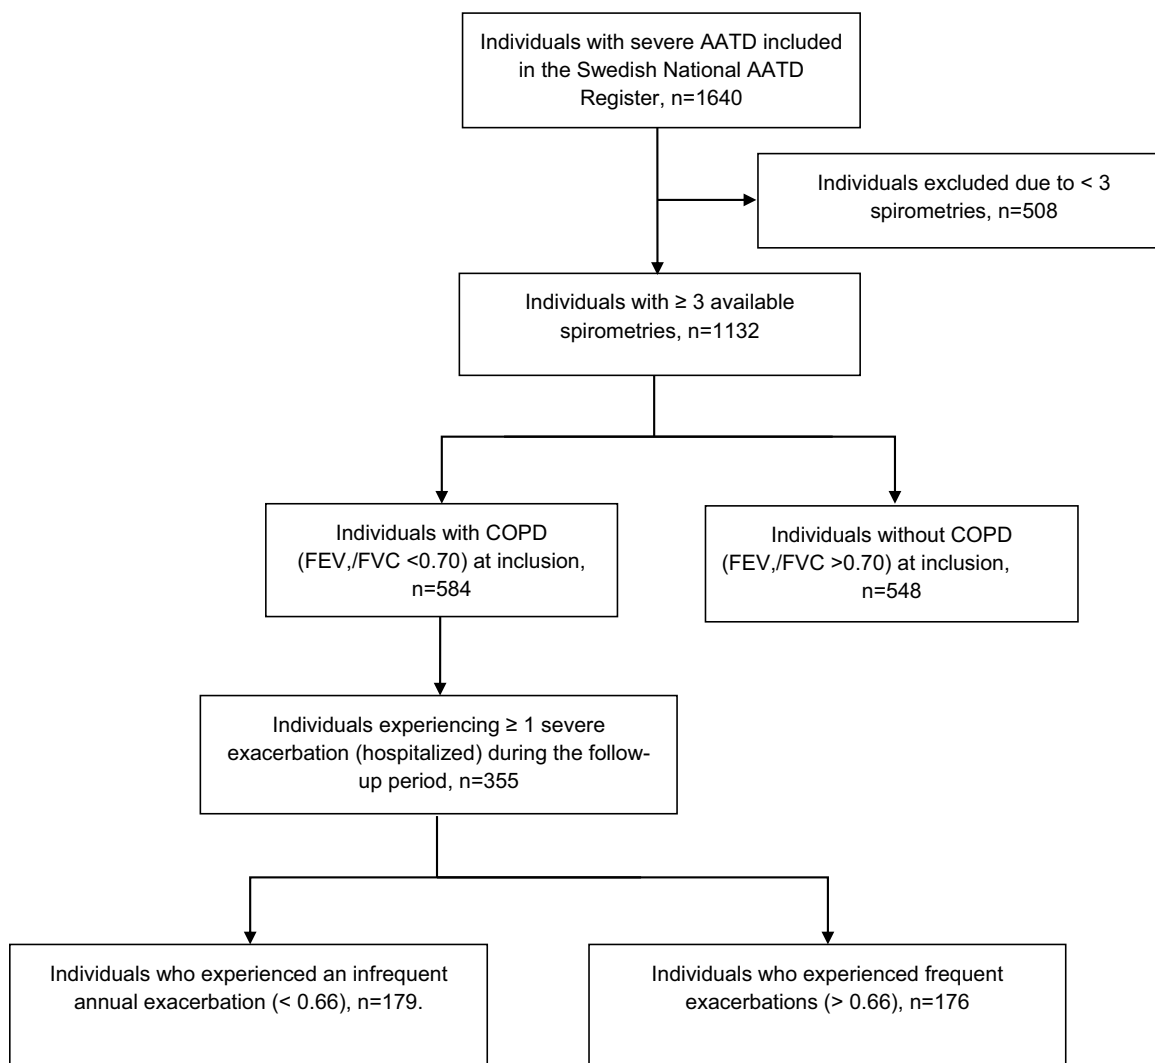 Individuals with severe AATD included
in the Swedish National AATD
Register, n=1640
Individuals excluded due to < 3
spirometries, n=508
Individuals with ≥ 3 available
spirometries, n=1132
Individuals with COPD
(FEV,/FVC <0.70) at inclusion,
n=584
Individuals without COPD
(FEV,/FVC >0.70) at inclusion,
n=548
Individuals experiencing ≥ 1 severe
exacerbation (hospitalized) during the follow-
up period, n=355
Individuals who experienced an infrequent
annual exacerbation (< 0.66), n=179.
Individuals who experienced frequent
exacerbations (> 0.66), n=176